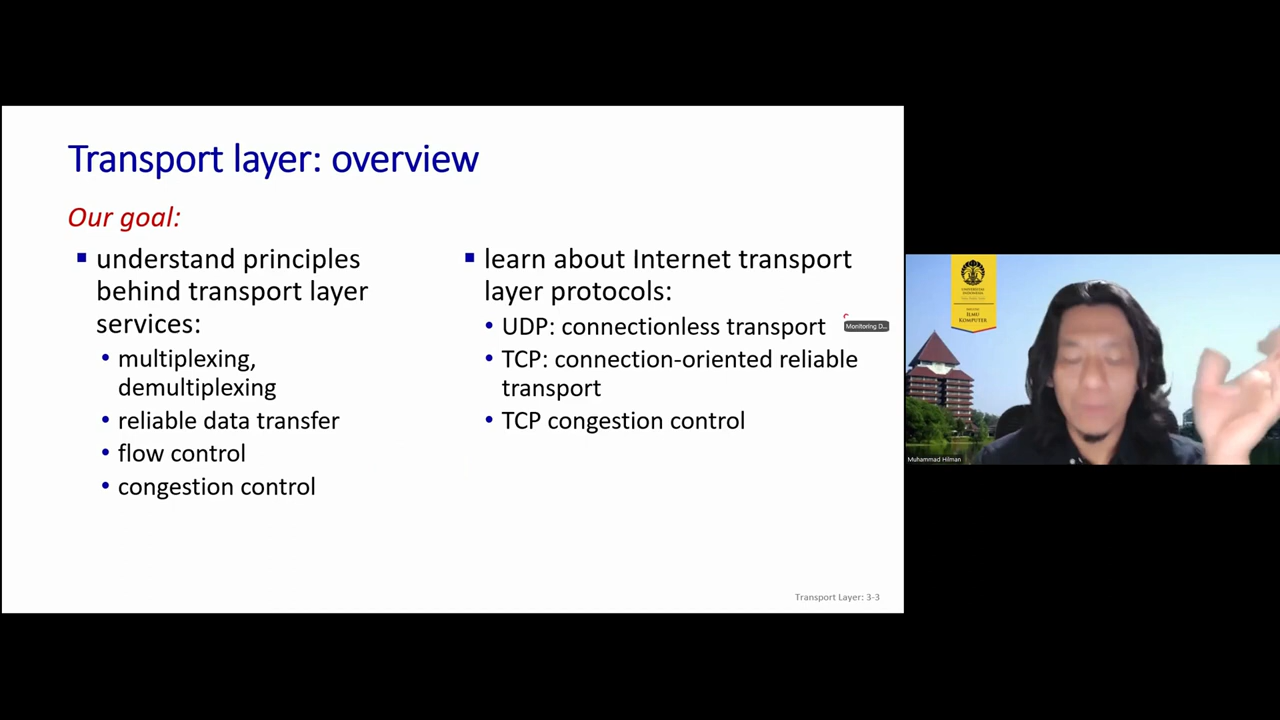 Transport layer: overview
Our goal:
understand principles
behind transport layer
services:
multiplexing,
demultiplexing
reliable data transfer
flow control
congestion control
learn about Internet transport
layer protocols:
UDP: connectionless transport
TCP: connection-oriented reliable
transport
TCP congestion control
Monitoring D...
Transport Layer: 3-3
UNIVERSITAS
INDONESIA
ILMU
KOMPUTER
Muhammad Hilman